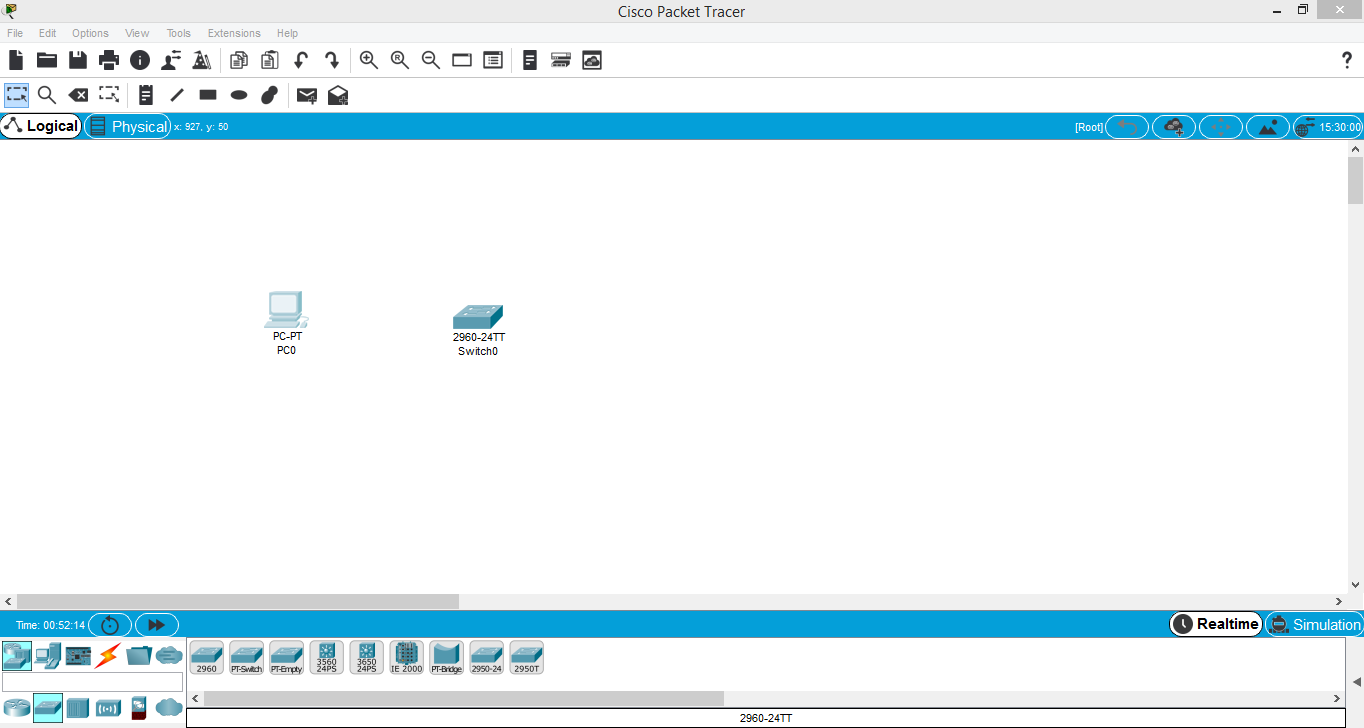 Cisco Packet Tracer
File Edit Options View Tools Extensions Help
Logical Physical x: 927, y: 50 [Root] 15:30:00
PC-PT
PC0
2960-24TT
Switch0
Time: 00:52:14 Realtime Simulation
2960 PT-Switch PT-Empty 3560 24PS 3650 24PS IE 2000 PT-Bridge 2950-24 2950T
2960-24TT